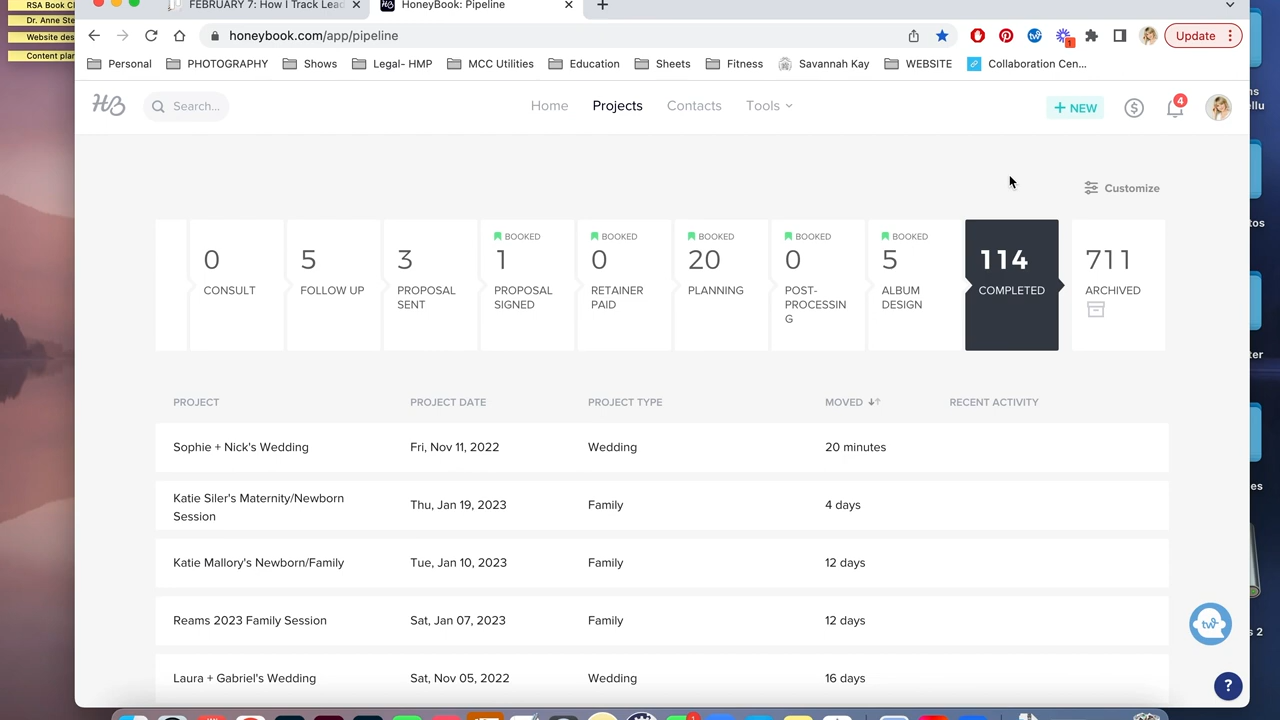 RSA Book Cl
Dr. Anne Ste
Website des
Content plan
FEBRUARY 7: How I Track Lead
HoneyBook: Pipeline
honeybook.com/app/pipeline
1
Update
Personal
PHOTOGRAPHY
Shows
Legal- HMP
MCC Utilities
Education
Sheets
Fitness
Savannah Kay
WEBSITE
Collaboration Cen...
HB
Search...
Home
Projects
Contacts
Tools
+ NEW
$
4
Customize
0
CONSULT
5
FOLLOW UP
3
PROPOSAL
SENT
BOOKED
1
PROPOSAL
SIGNED
BOOKED
0
RETAINER
PAID
BOOKED
20
PLANNING
BOOKED
0
POST-
PROCESSIN
G
BOOKED
5
ALBUM
DESIGN
114
COMPLETED
711
ARCHIVED
PROJECT PROJECT DATE PROJECT TYPE MOVED RECENT ACTIVITY
Sophie + Nick's Wedding Fri, Nov 11, 2022 Wedding 20 minutes
Katie Siler's Maternity/Newborn
Session
Thu, Jan 19, 2023 Family 4 days
Katie Mallory's Newborn/Family Tue, Jan 10, 2023 Family 12 days
Reams 2023 Family Session Sat, Jan 07, 2023 Family 12 days
Laura + Gabriel's Wedding Sat, Nov 05, 2022 Wedding 16 days
tw
?